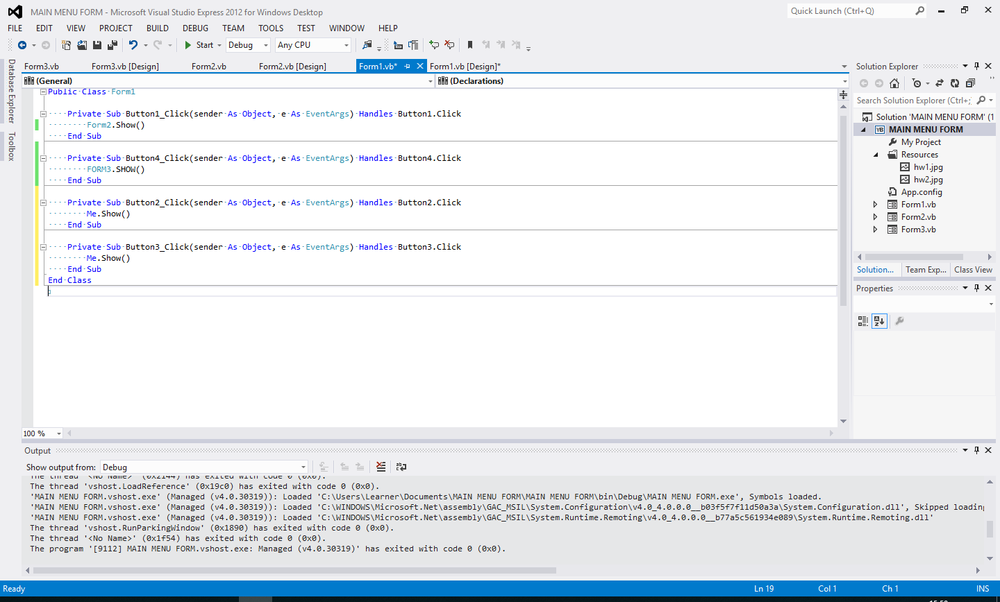 MAIN MENU FORM - Microsoft Visual Studio Express 2012 for Windows Desktop
Quick Launch (Ctrl+Q)
FILE EDIT VIEW PROJECT BUILD DEBUG TEAM TOOLS TEST WINDOW HELP
Start Debug Any CPU
Database Explorer
Toolbox
Form3.vb Form3.vb [Design] Form2.vb Form2.vb [Design] Form1.vb* Form1.vb [Design]*
(General) (Declarations)
Public Class Form1
Private Sub Button1_Click(sender As Object, e As EventArgs) Handles Button1.Click
Form2.Show()
End Sub
Private Sub Button4_Click(sender As Object, e As EventArgs) Handles Button4.Click
FORM3.SHOW()
End Sub
Private Sub Button2_Click(sender As Object, e As EventArgs) Handles Button2.Click
Me.Show()
End Sub
Private Sub Button3_Click(sender As Object, e As EventArgs) Handles Button3.Click
Me.Show()
End Sub
End Class
100 %
Solution Explorer
Search Solution Explorer (Ctrl+;)
Solution 'MAIN MENU FORM' (1
VB MAIN MENU FORM
My Project
Resources
hw1.jpg
hw2.jpg
App.config
Form1.vb
Form2.vb
Form3.vb
Solution... Team Exp... Class View
Properties
Output
Show output from: Debug
The thread '<No Name>' (0x2144) has exited with code 0 (0x0).
The thread 'vshost.LoadReference' (0x19c0) has exited with code 0 (0x0).
'MAIN MENU FORM.vshost.exe' (Managed (v4.0.30319)): Loaded 'C:\Users\Learner\Documents\MAIN MENU FORM\MAIN MENU FORM\bin\Debug\MAIN MENU FORM.exe', Symbols loaded.
'MAIN MENU FORM.vshost.exe' (Managed (v4.0.30319)): Loaded 'C:\WINDOWS\Microsoft.Net\assembly\GAC_MSIL\System.Configuration\v4.0_4.0.0.0__b03f5f7f11d50a3a\System.Configuration.dll', Skipped loading
'MAIN MENU FORM.vshost.exe' (Managed (v4.0.30319)): Loaded 'C:\WINDOWS\Microsoft.Net\assembly\GAC_MSIL\System.Runtime.Remoting\v4.0_4.0.0.0__b77a5c561934e089\System.Runtime.Remoting.dll'
The thread 'vshost.RunParkingWindow' (0x1890) has exited with code 0 (0x0).
The thread '<No Name>' (0x1f54) has exited with code 0 (0x0).
The program '[9112] MAIN MENU FORM.vshost.exe: Managed (v4.0.30319)' has exited with code 0 (0x0).
Ready Ln 19 Col 1 Ch 1 INS